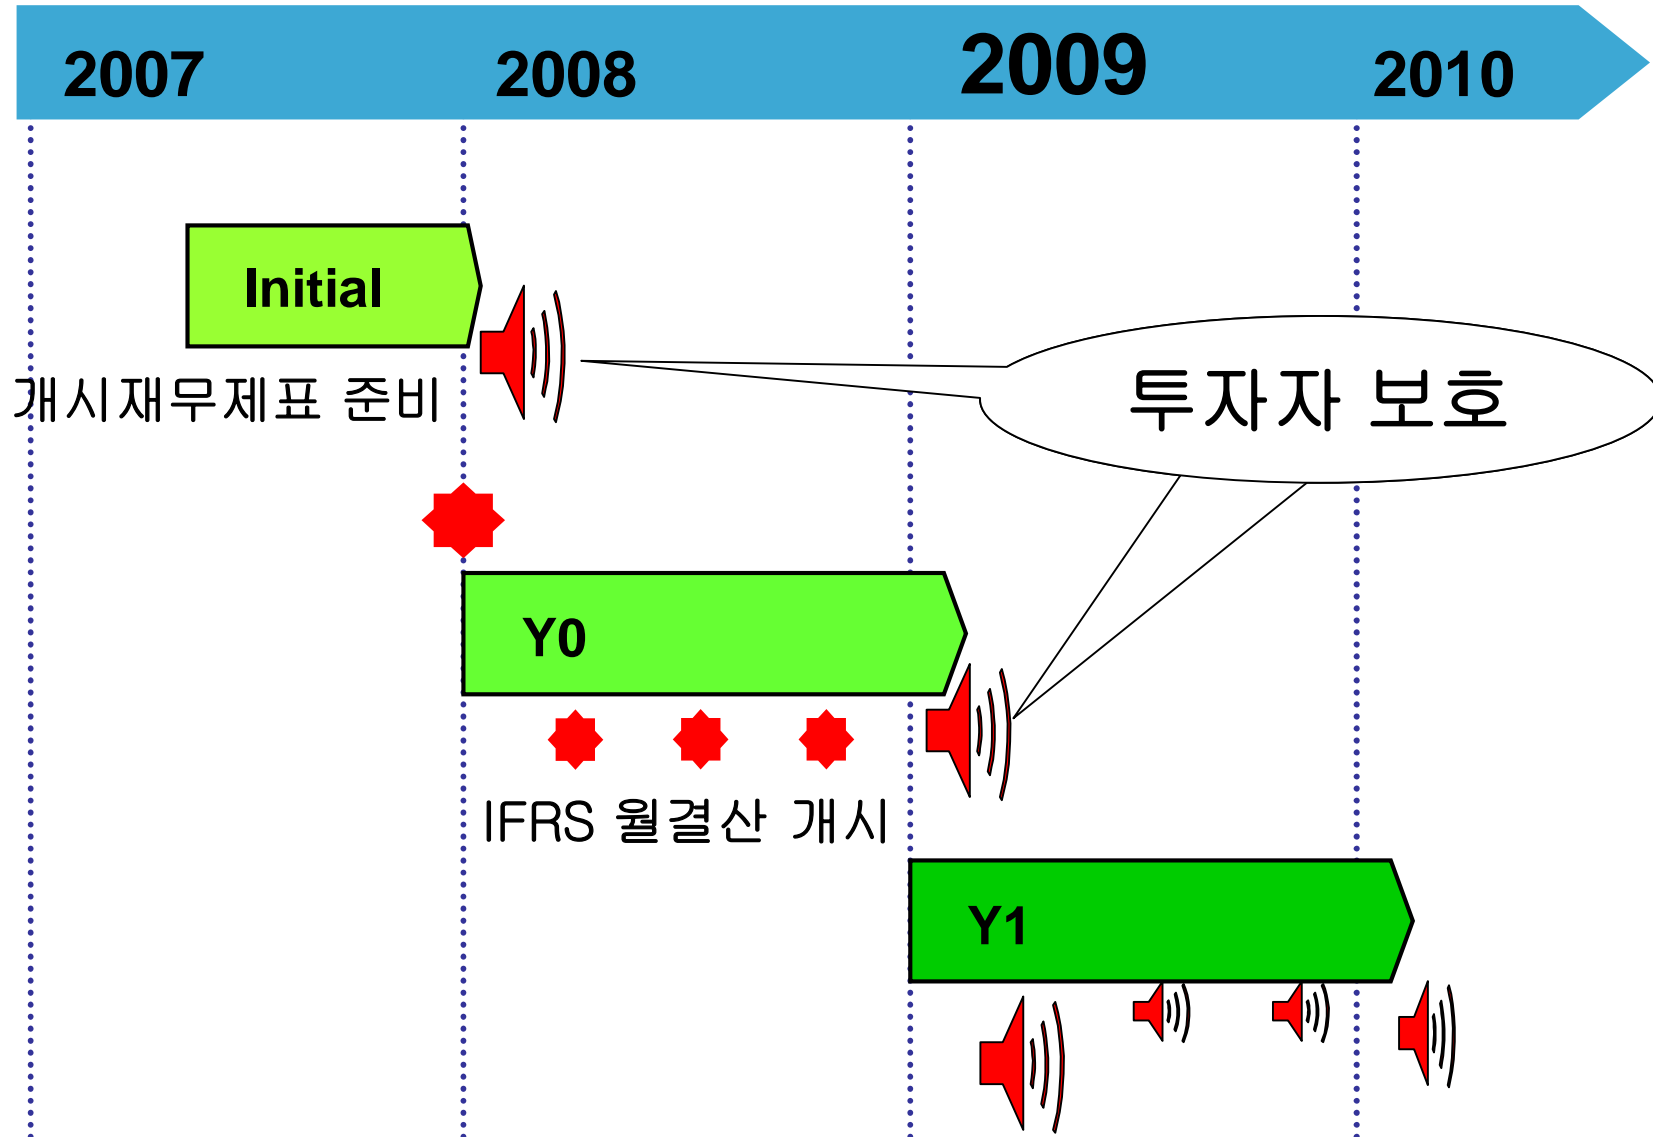 2007 2008 2009 2010
Initial
개시재무제표 준비
투자자 보호
Y0
IFRS 월결산 개시
Y1